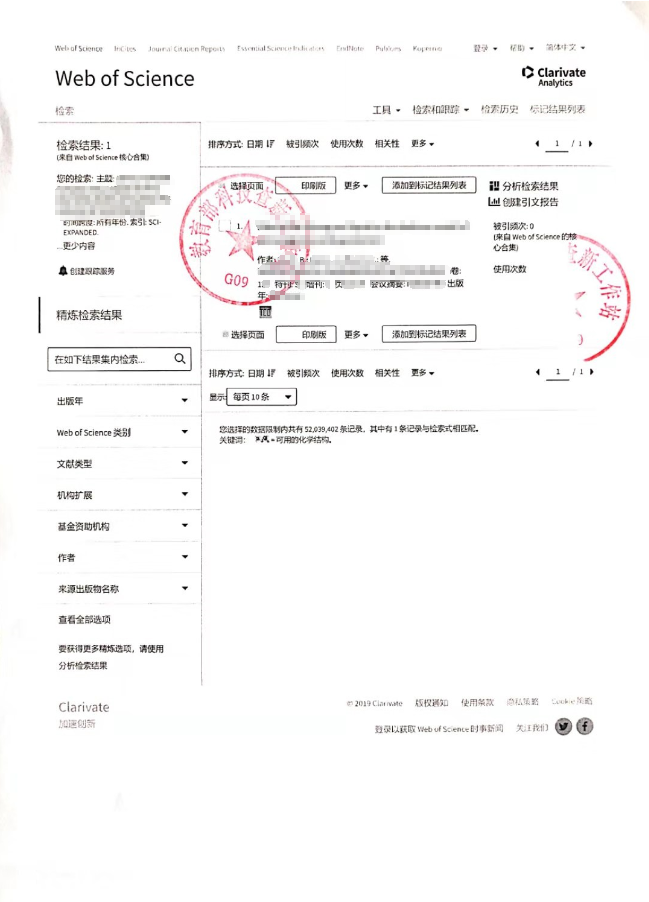 Web of Science InCites Journal Citation Reports Essential Science Indicators EndNote Publons Kopernio 登录 帮助 简体中文
Web of Science
Clarivate
Analytics
检索 工具 检索和跟踪 检索历史 标记结果列表
检索结果: 1
(来自 Web of Science 核心合集)
您的检索: 主题:
时间跨度: 所有年份. 索引: SCI-
EXPANDED.
...更少内容
创建跟踪服务
精炼检索结果
在如下结果集内检索...
出版年
Web of Science 类别
文献类型
机构扩展
基金资助机构
作者
来源出版物名称
查看全部选项
要获得更多精炼选项, 请使用
分析检索结果
排序方式: 日期 被引频次 使用次数 相关性 更多
1 / 1
选择页面 印刷版 更多 添加到标记结果列表
分析检索结果
创建引文报告
1.
作者: 等.
卷:
特刊: 增刊: 页 会议摘要: 出版
年:
被引频次: 0
(来自 Web of Science 的核
心合集)
使用次数
教育部科技查新
G09
查新工作站
选择页面 印刷版 更多 添加到标记结果列表
排序方式: 日期 被引频次 使用次数 相关性 更多
1 / 1
显示: 每页 10 条
您选择的数据限制内共有 52,039,402 条记录。其中有 1 条记录与检索式相匹配。
关键词: =可用的化学结构。
Clarivate
加速创新
© 2019 Clarivate 版权通知 使用条款 隐私策略 Cookie 策略
登录以获取 Web of Science 时事新闻 关注我们